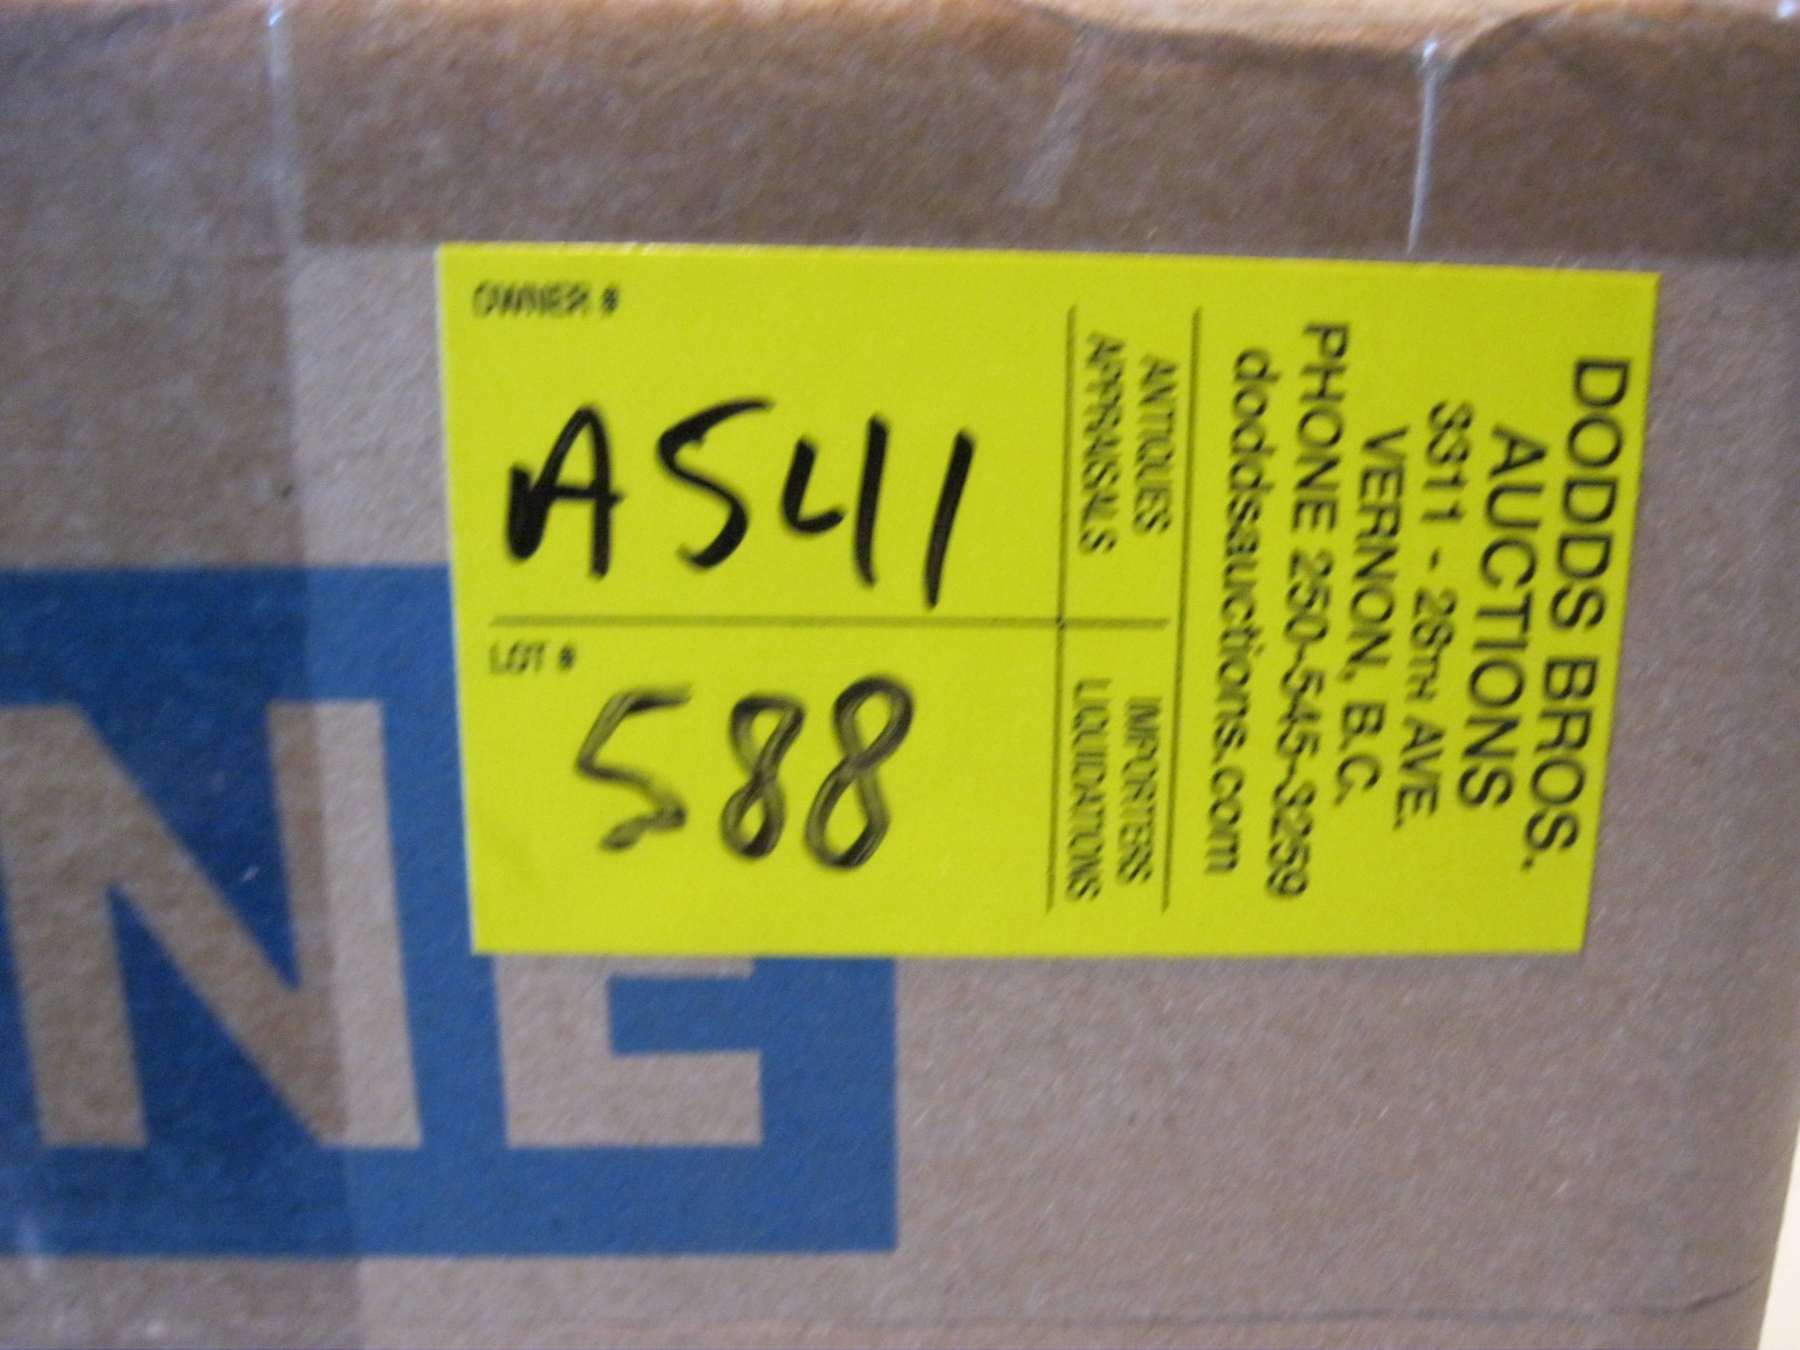 OWNER #
A541
LOT #
588
ANTIQUES
APPRAISALS
IMPORTERS
LIQUIDATIONS
DODDS BROS.
AUCTIONS
3311 - 28TH AVE.
VERNON, B.C.
PHONE 250-545-3259
doddsauctions.com
NE